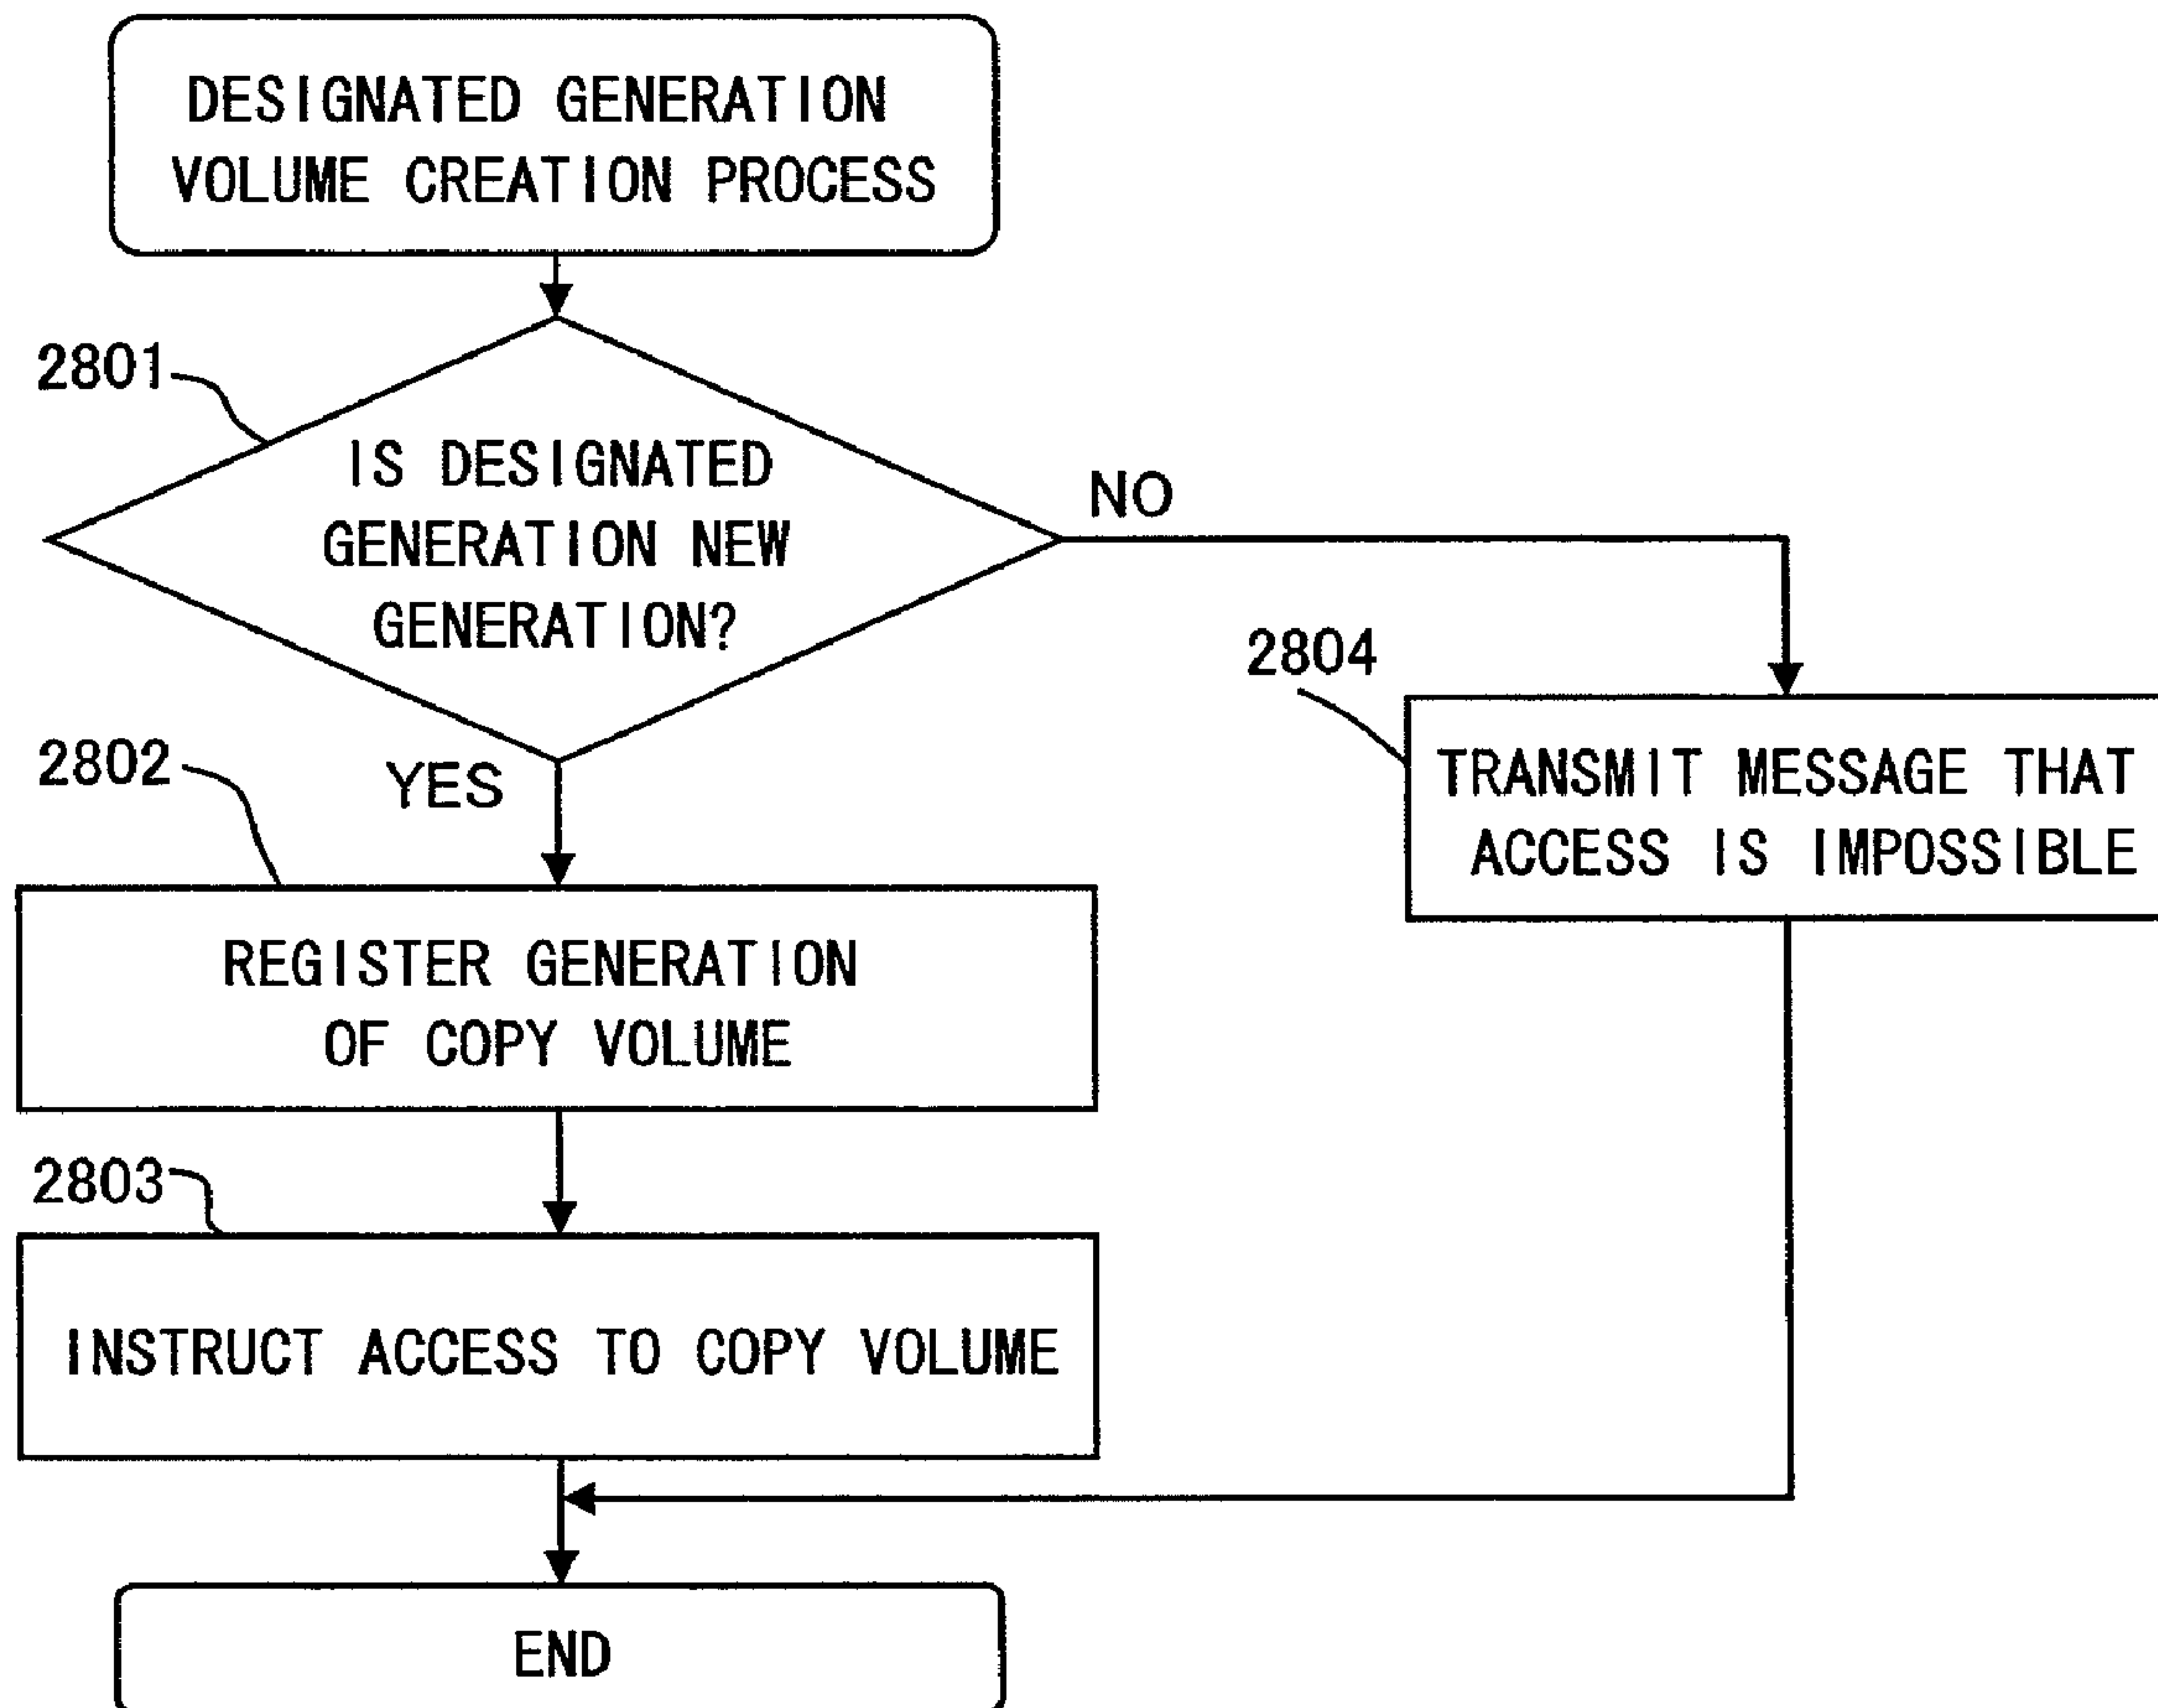 DESIGNATED GENERATION
VOLUME CREATION PROCESS
2801
IS DESIGNATED
GENERATION NEW
GENERATION?
NO
YES
2802
2804
TRANSMIT MESSAGE THAT
ACCESS IS IMPOSSIBLE
REGISTER GENERATION
OF COPY VOLUME
2803
INSTRUCT ACCESS TO COPY VOLUME
END